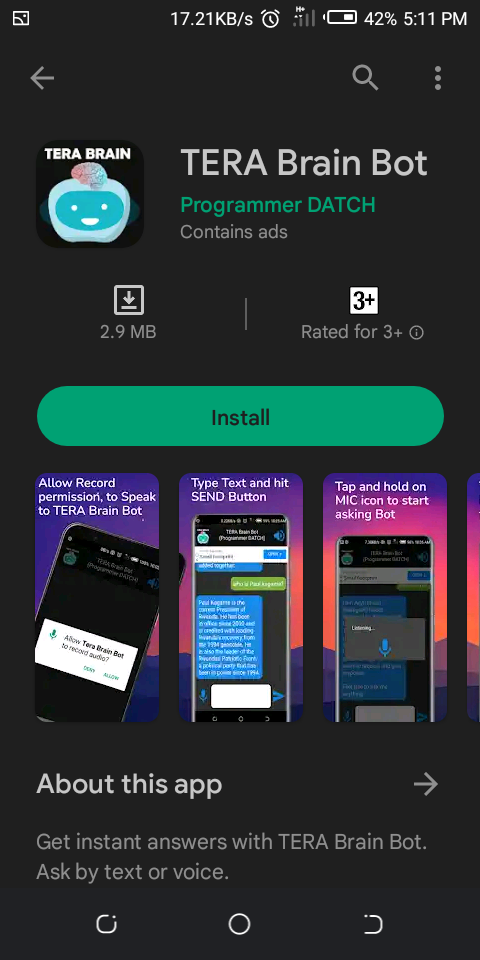 17.21KB/s H+ 42% 5:11 PM
TERA BRAIN
TERA Brain Bot
Programmer DATCH
Contains ads
3+
2.9 MB
Rated for 3+
Install
Allow Record
permission, to Speak
to TERA Brain Bot
TERA Brain Bot
(Programmer DATCH)
Allow Tera Brain Bot
to record audio?
DENY ALLOW
Type Text and hit
SEND Button
TERA Brain Bot
(Programmer DATCH)
OPEN
added together.
who is Paul Kagame?
Paul Kagame is the
current President of
Rwanda. He has been
in office since 2000 and
is credited with leading
Rwanda's recovery from
the 1994 genocide. He
is also the leader of the
Rwandan Patriotic Front,
a political party that has
been in power since 1994.
Tap and hold on
MIC icon to start
asking Bot
TERA Brain Bot
(Programmer DATCH)
OPEN
Listening...
About this app
Get instant answers with TERA Brain Bot.
Ask by text or voice.